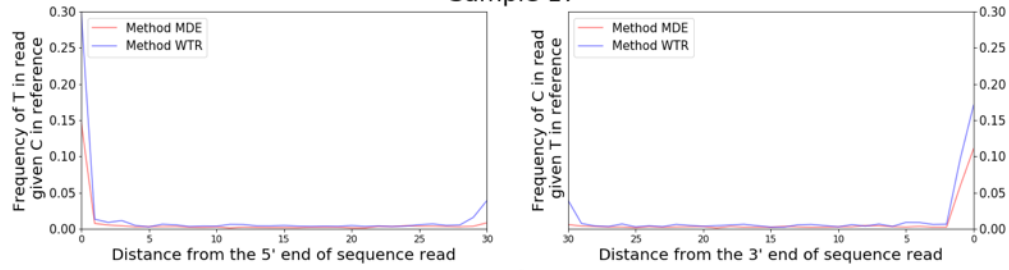 0.30
0.25
0.20
0.15
0.10
0.05
0.00
Frequency of T in read
given C in reference
Method MDE
Method WTR
0 5 10 15 20 25 30
Distance from the 5' end of sequence read
Frequency of C in read
given T in reference
Method MDE
Method WTR
30 25 20 15 10 5 0
Distance from the 3' end of sequence read
0.30
0.25
0.20
0.15
0.10
0.05
0.00